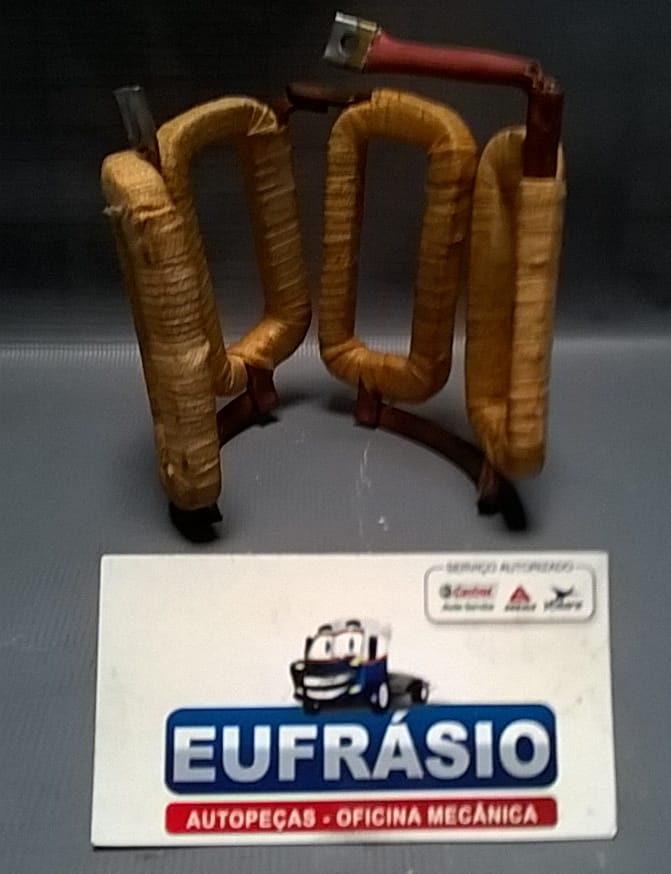 SERVIÇO AUTORIZADO
Castrol
EUFRÁSIO
AUTOPEÇAS - OFICINA MECÂNICA